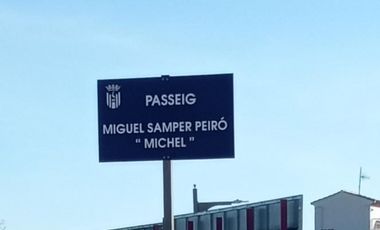 PASSEIG
MIGUEL SAMPER PEIRÓ
" MICHEL "